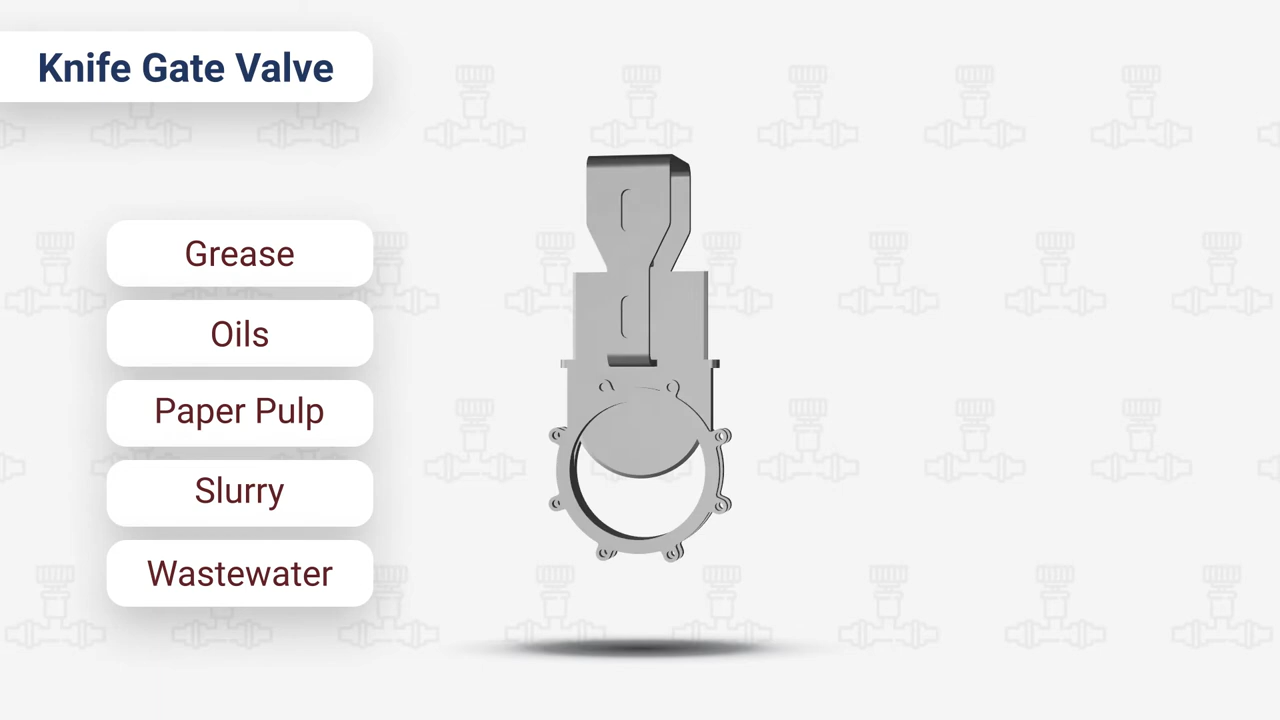 Knife Gate Valve
Grease
Oils
Paper Pulp
Slurry
Wastewater